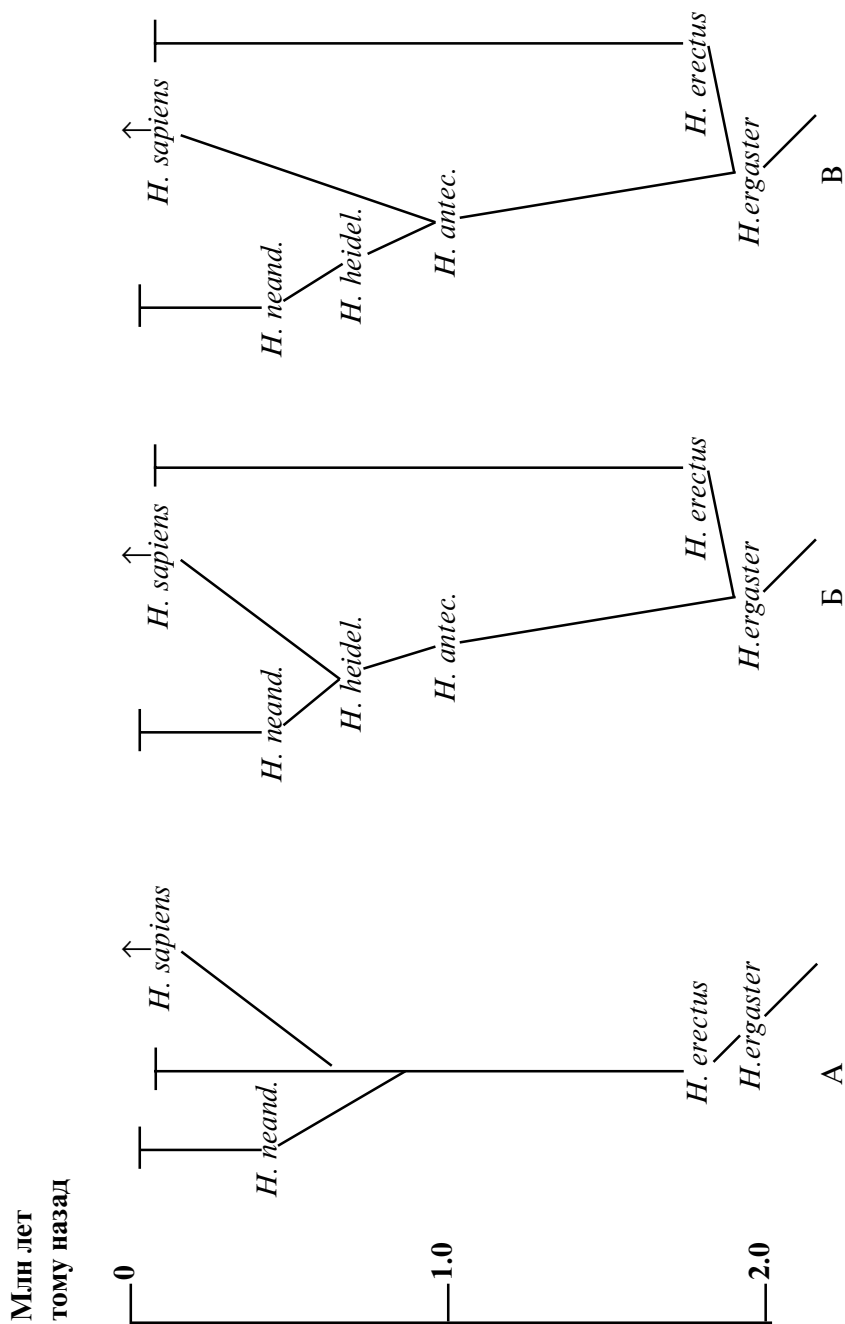 Млн лет
тому назад
0
1.0
2.0
H. neand.
H. sapiens
H. erectus
H.ergaster
А
H. neand.
H. sapiens
H. heidel.
H. antec.
H. erectus
H.ergaster
Б
H. neand.
H. sapiens
H. heidel.
H. antec.
H. erectus
H.ergaster
В